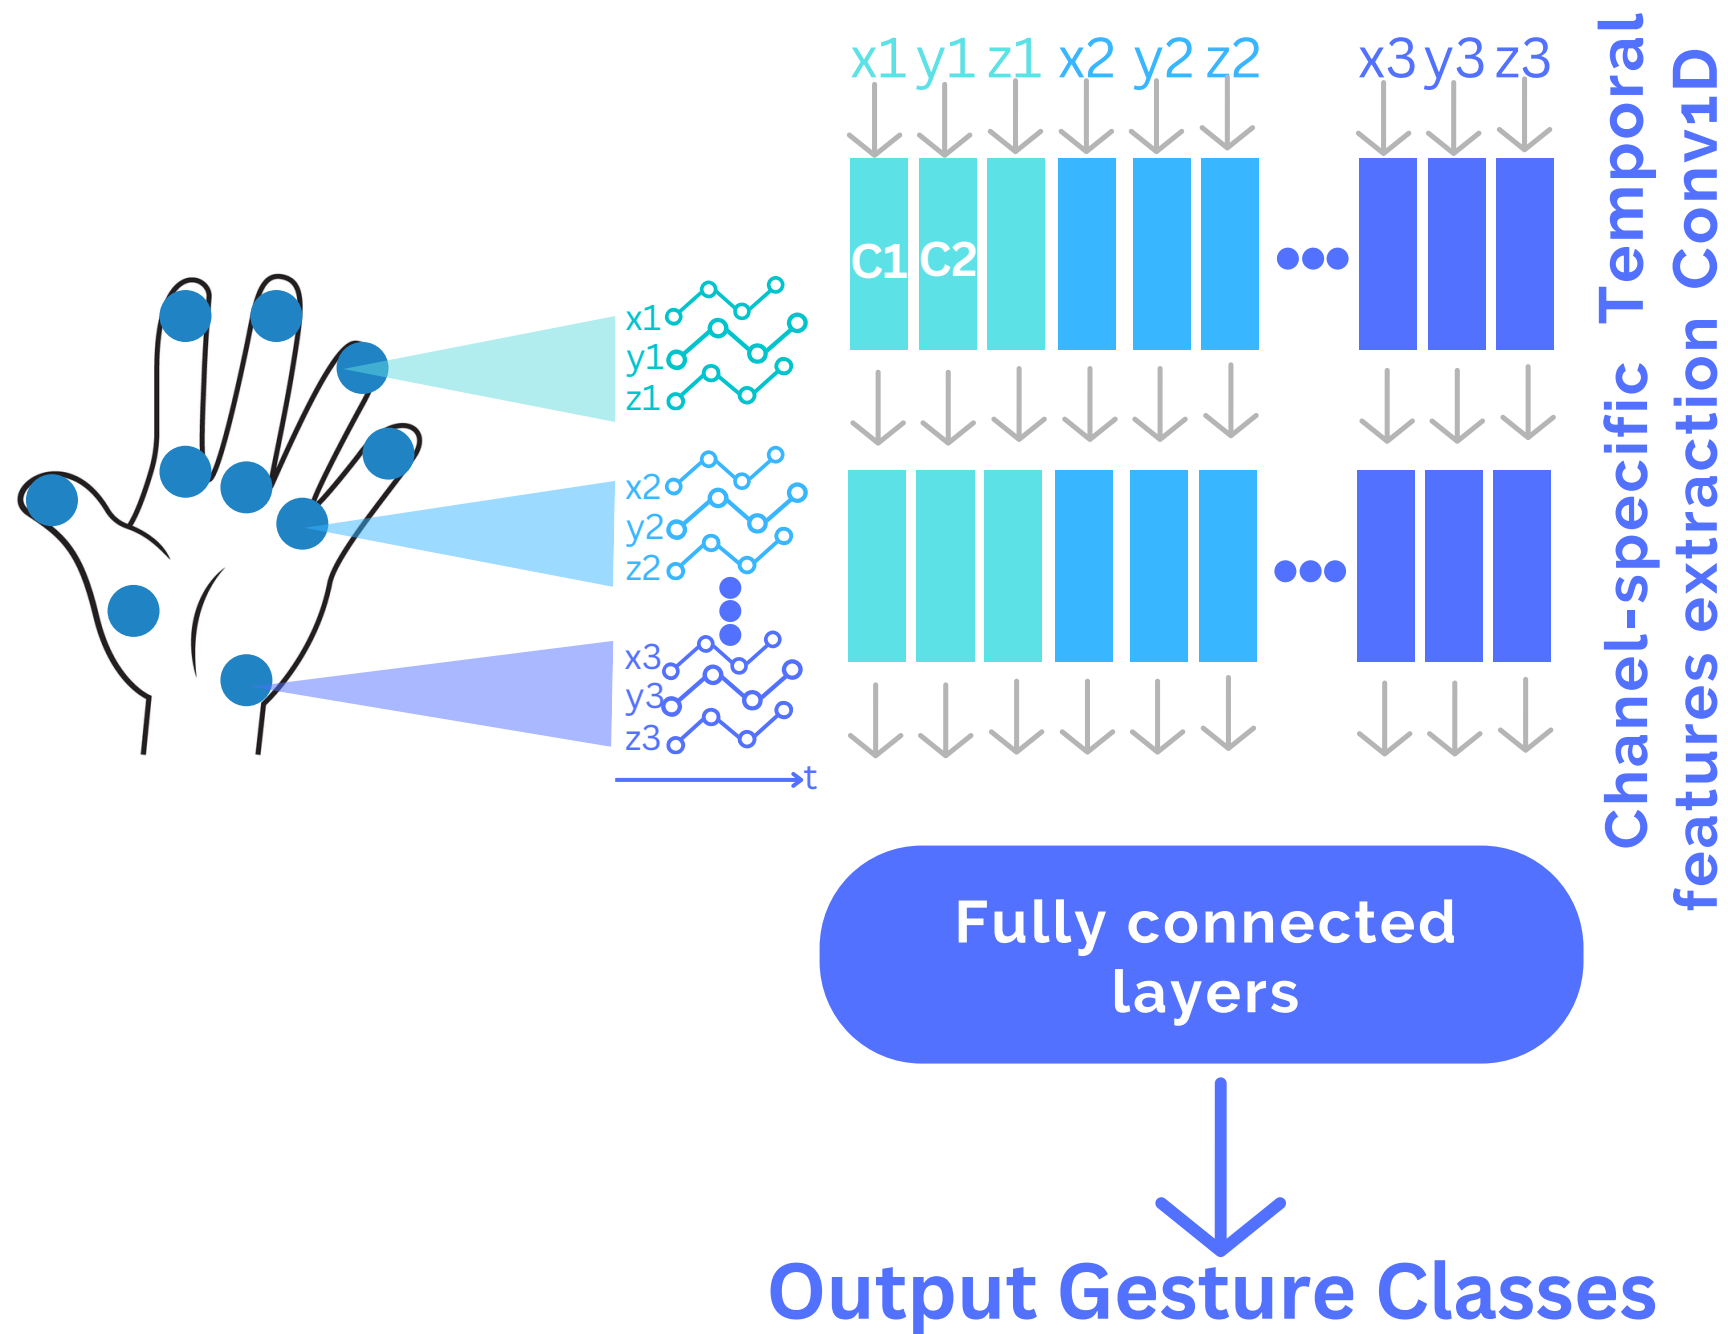 x1 y1 z1 x2 y2 z2 x3 y3 z3
C1 C2
x1
y1
z1
x2
y2
z2
x3
y3
z3
t
Channel-specific Temporal
features extraction Conv1D
Fully connected
layers
Output Gesture Classes